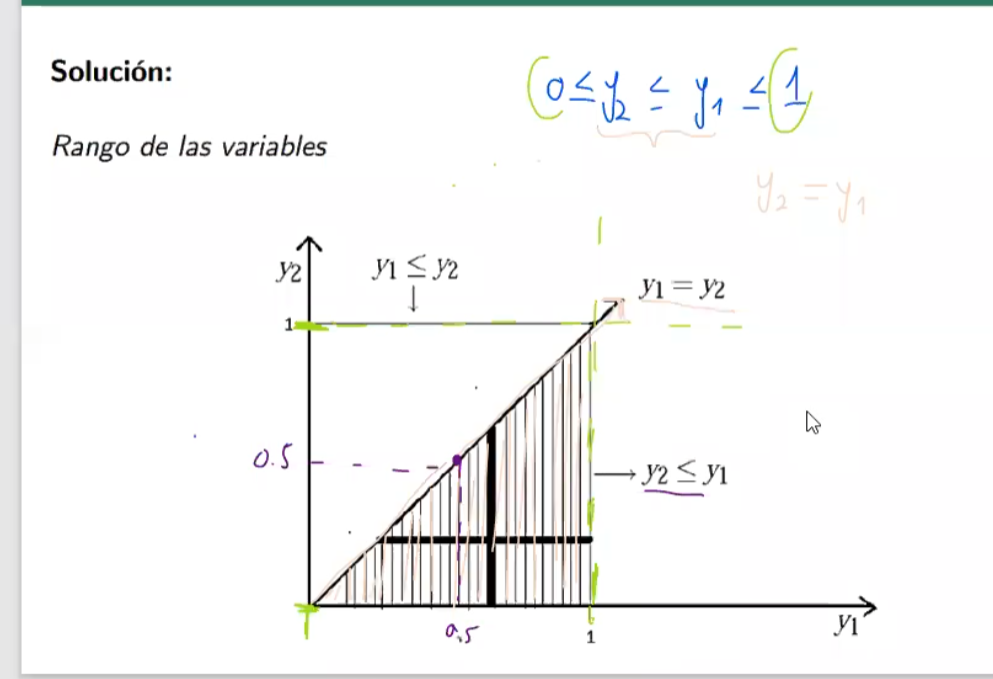 Solución:
0 ≤ y₂ ≤ y₁ ≤ 1
Rango de las variables
y₂ = y₁
y2
y1 ≤ y2
↓
y1 = y2
1
0.5
→ y2 ≤ y1
0.5
1
y1